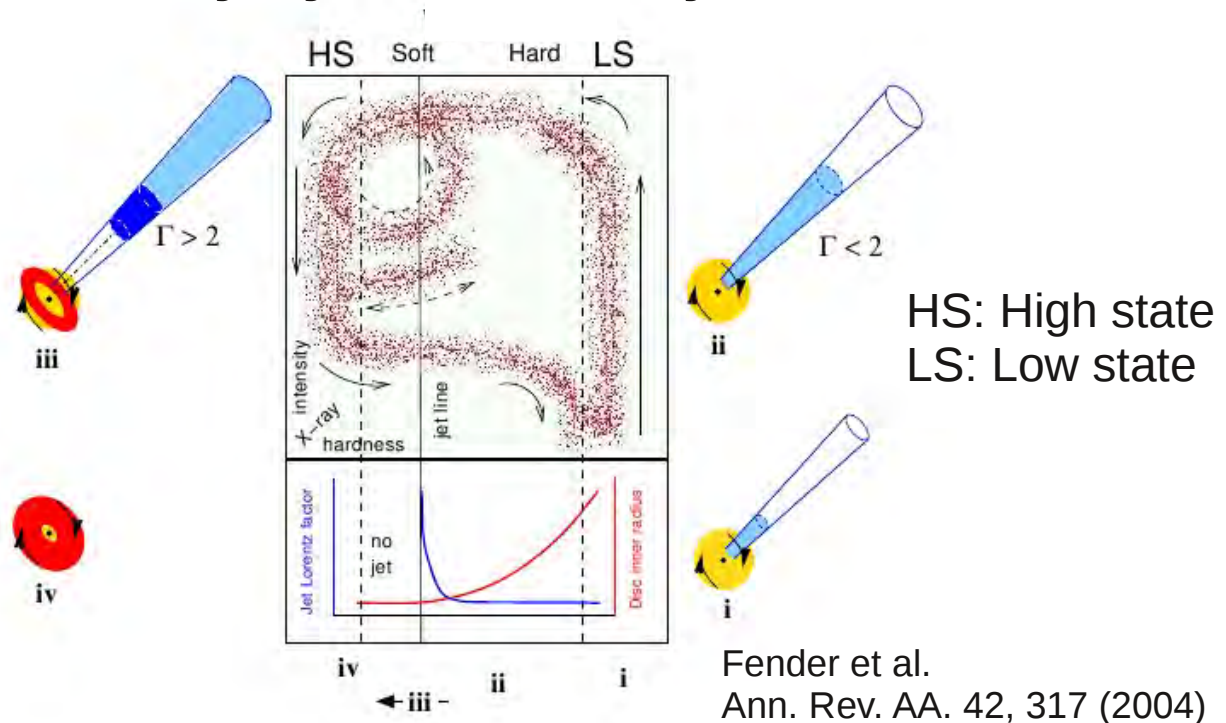 HS Soft Hard LS
Γ > 2
Γ < 2
iii
ii
HS: High state
LS: Low state
intensity
X-ray
hardness
jet line
Jet Lorentz factor
no
jet
Disc inner radius
iv
i
iv
iii
ii
i
Fender et al.
Ann. Rev. AA. 42, 317 (2004)